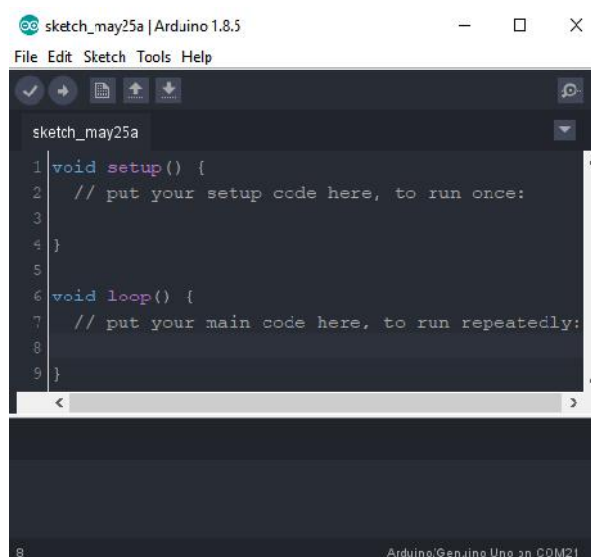 sketch_may25a | Arduino 1.8.5
File Edit Sketch Tools Help
sketch_may25a
1 void setup() {
2 // put your setup code here, to run once:
3
4 }
5
6 void loop() {
7 // put your main code here, to run repeatedly:
8
9 }
8 Arduino/Genuino Uno on COM21